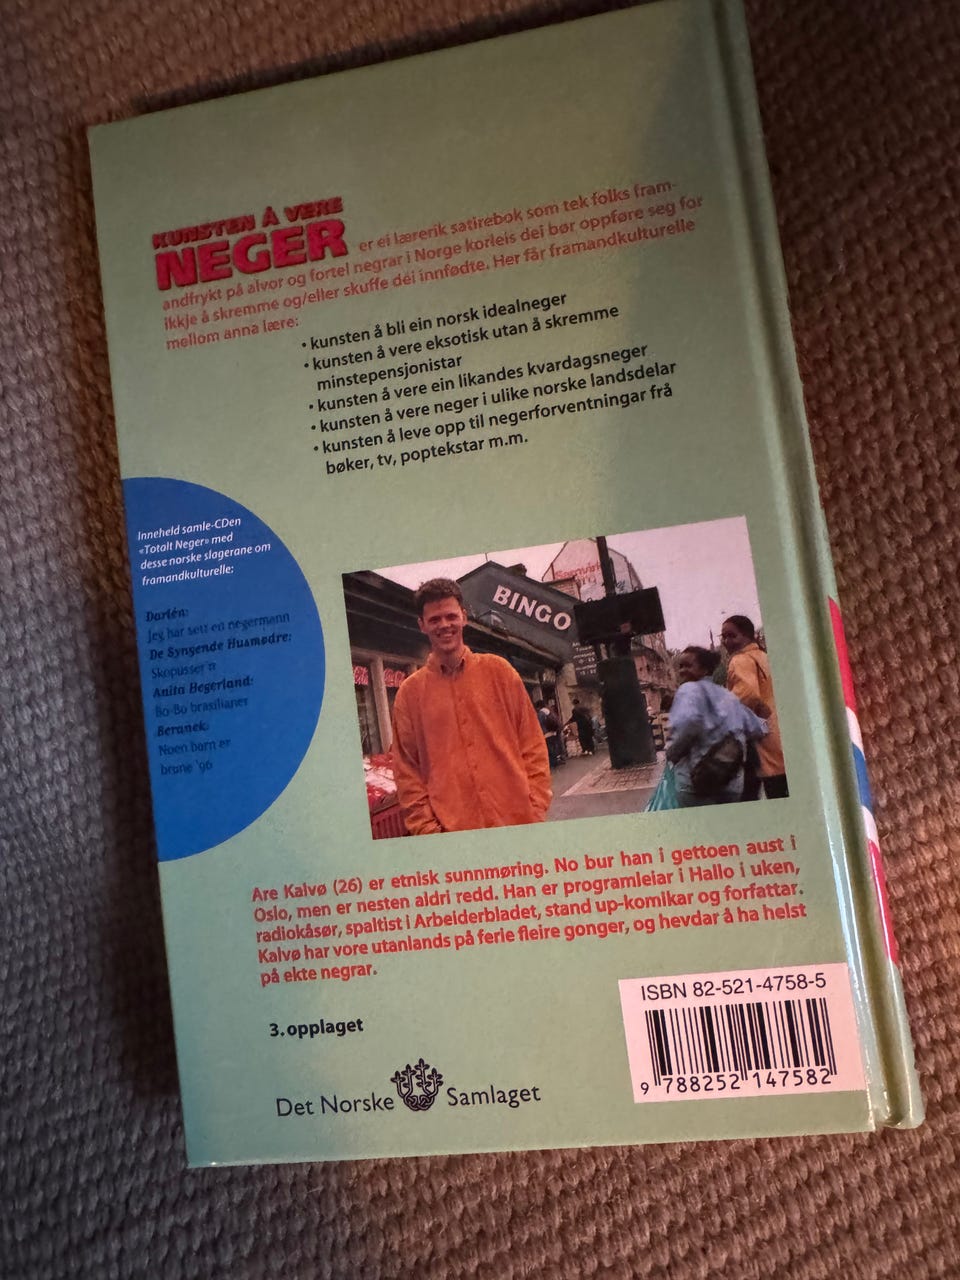 KUNSTEN Å VERE
NEGER er ei lærerik satirebok som tek folks fram-
andfrykt på alvor og fortel negrar i Norge korleis dei bør oppføre seg for
ikkje å skremme og/eller skuffe dei innfødte. Her får framandkulturelle
mellom anna lære:
• kunsten å bli ein norsk idealneger
• kunsten å vere eksotisk utan å skremme
minstepensjonistar
• kunsten å vere ein likandes kvardagsneger
• kunsten å vere neger i ulike norske landsdelar
• kunsten å leve opp til negerforventningar frå
bøker, tv, poptekstar m.m.
Inneheld samle-CDen
«Totalt Neger» med
desse norske slagerane om
framandkulturelle:
Dorthn:
Jeg har sett en negermann
De Syngende Husmødre:
Skopusser'n
Anita Hegerland:
Bo-Bo brasilianer
Beranek:
Noen barn er
brune '96
BINGO
Are Kalvø (26) er etnisk sunnmøring. No bur han i gettoen aust i
Oslo, men er nesten aldri redd. Han er programleiar i Hallo i uken,
radiokåsør, spaltist i Arbeiderbladet, stand up-komikar og forfattar.
Kalvø har vore utanlands på ferie fleire gonger, og hevdar å ha helst
på ekte negrar.
3. opplaget
Det Norske Samlaget
ISBN 82-521-4758-5
9 788252 147582